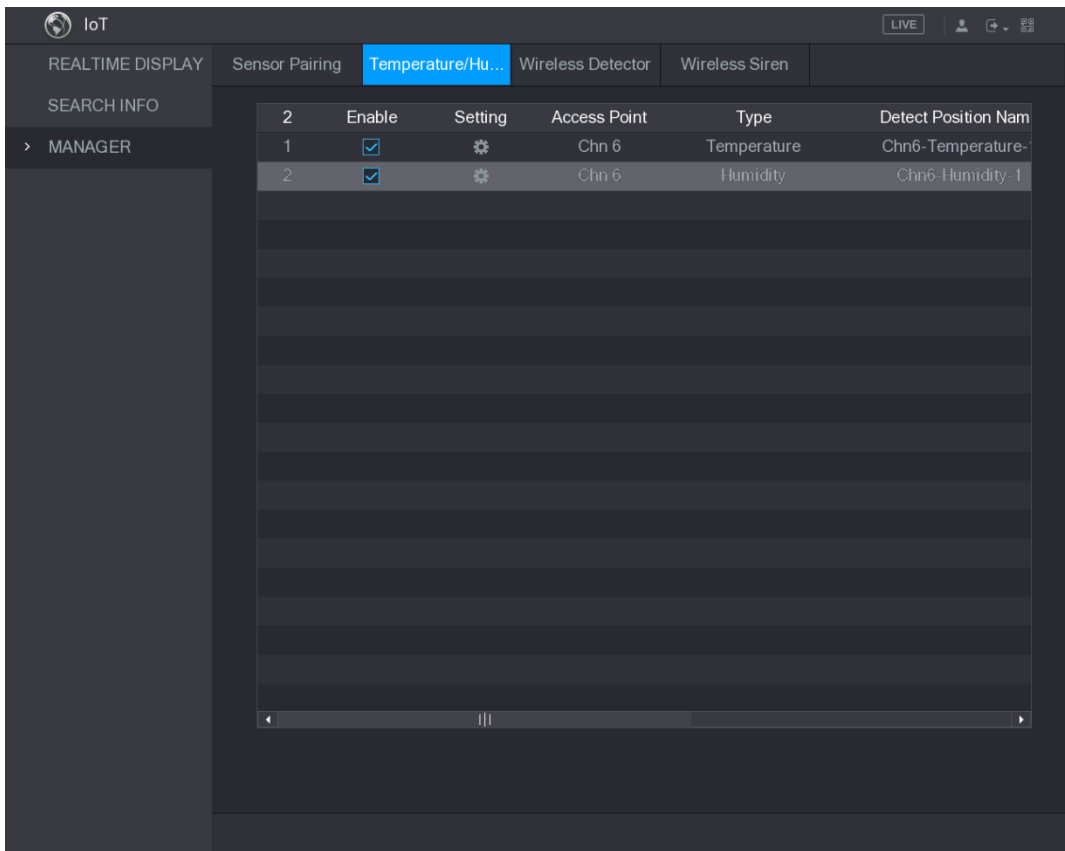 IoT
LIVE
REALTIME DISPLAY
SEARCH INFO
MANAGER
Sensor Pairing Temperature/Hu... Wireless Detector Wireless Siren
2 Enable Setting Access Point Type Detect Position Nam
1 Chn 6 Temperature Chn6-Temperature-
2 Chn 6 Humidity Chn6-Humidity-1